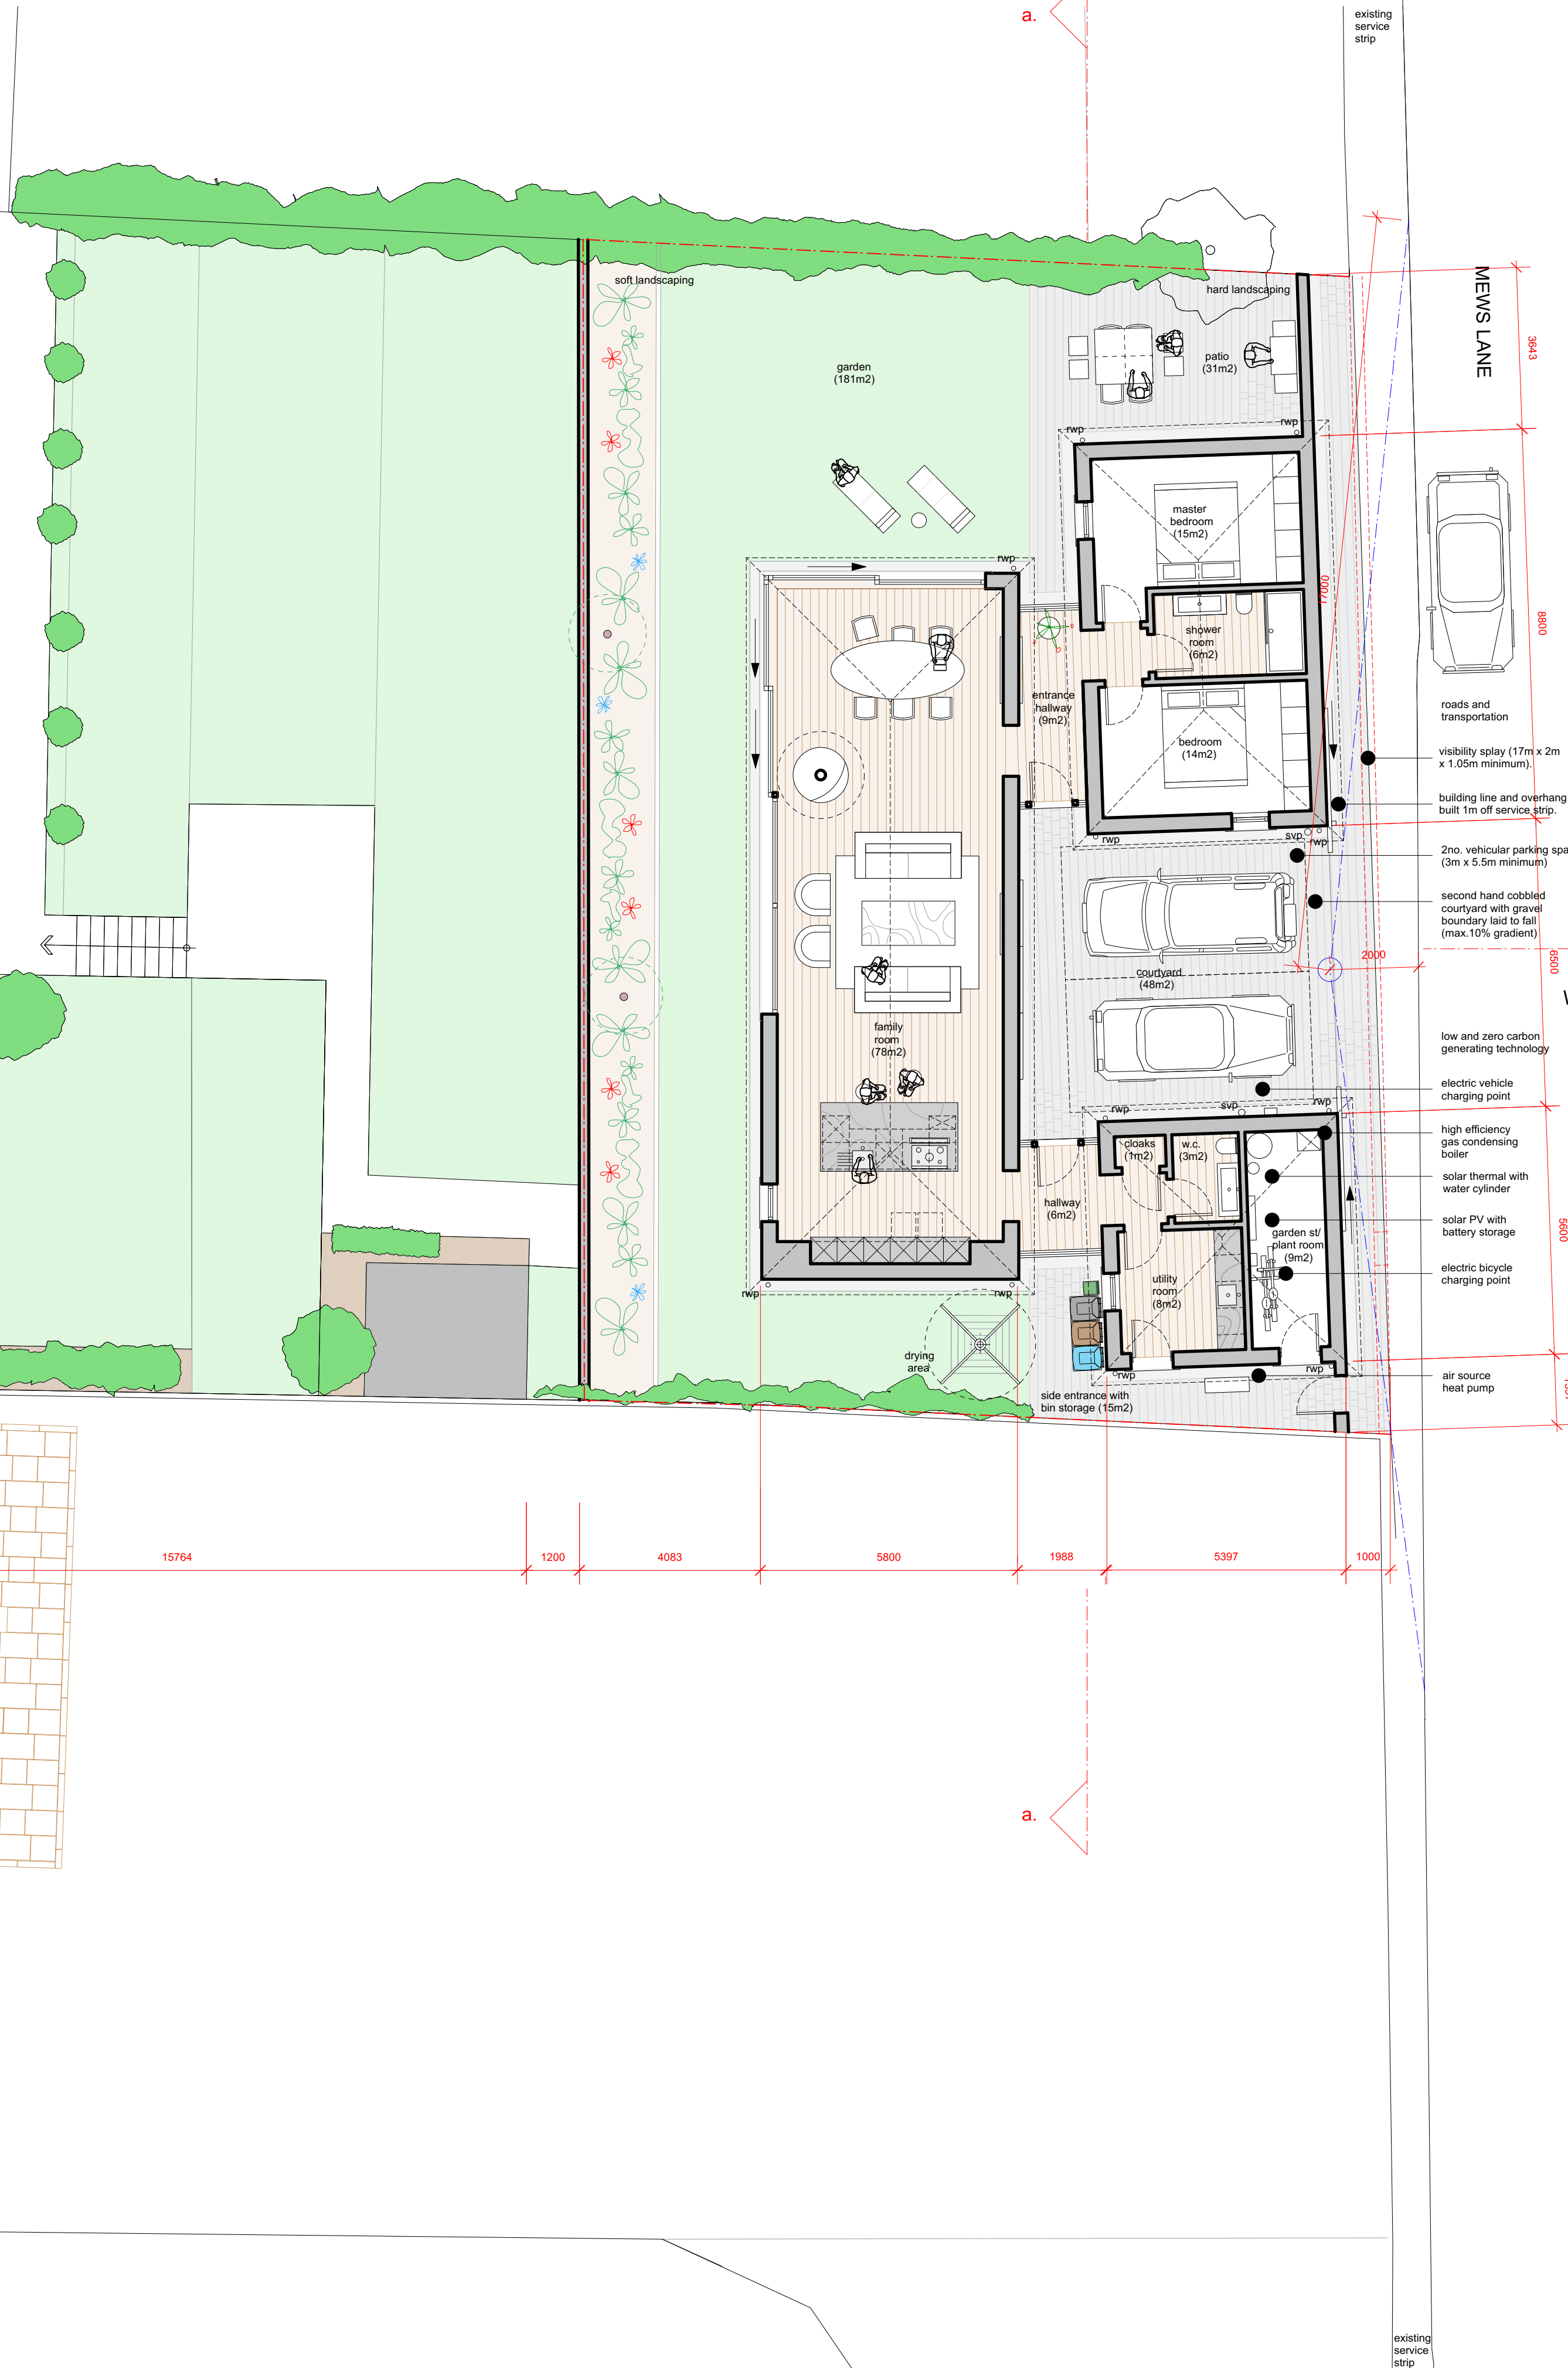 a.
existing
service
strip
soft landscaping
hard landscaping
MEWS LANE
3643
patio
(31m2)
garden
(181m2)
rwp
rwp
master
bedroom
(15m2)
rwp
17000
8800
shower
room
(6m2)
entrance
hallway
(9m2)
bedroom
(14m2)
roads and
transportation
visibility splay (17m x 2m
x 1.05m minimum).
building line and overhang
built 1m off service strip.
rwp
svp
rwp
2no. vehicular parking spa
(3m x 5.5m minimum)
second hand cobbled
courtyard with gravel
boundary laid to fall
(max.10% gradient)
2000
6500
courtyard
(48m2)
family
room
(78m2)
low and zero carbon
generating technology
electric vehicle
charging point
rwp
svp
rwp
high efficiency
gas condensing
boiler
cloaks
(1m2)
w.c.
(3m2)
solar thermal with
water cylinder
hallway
(6m2)
solar PV with
battery storage
5600
garden st/
plant room
(9m2)
electric bicycle
charging point
utility
room
(8m2)
rwp
rwp
drying
area
rwp
rwp
air source
heat pump
side entrance with
bin storage (15m2)
15764
1200
4083
5800
1988
5397
1000
a.
existing
service
strip